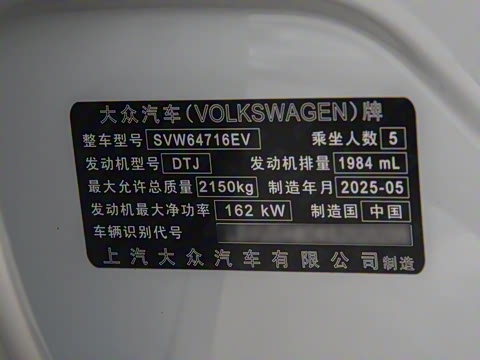 大众汽车(VOLKSWAGEN)牌
整车型号 SVW64716EV 乘坐人数 5
发动机型号 DTJ 发动机排量 1984 mL
最大允许总质量 2150kg 制造年月 2025-05
发动机最大净功率 162 kW 制造国 中国
车辆识别代号
上汽大众汽车有限公司制造